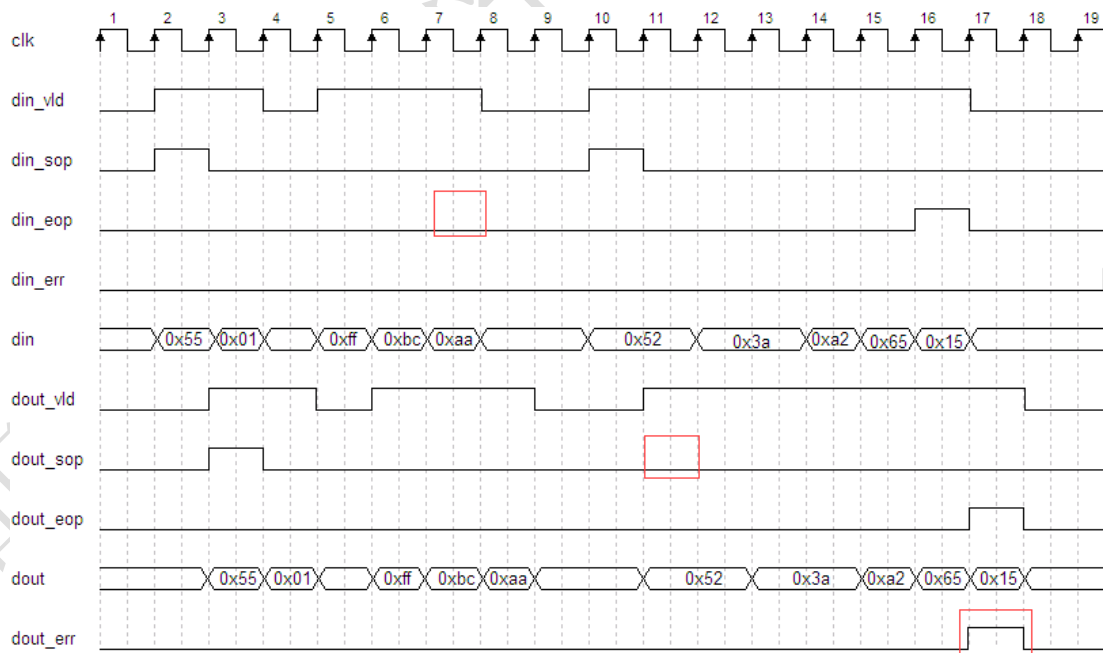 1 2 3 4 5 6 7 8 9 10 11 12 13 14 15 16 17 18 19
clk
din_vld
din_sop
din_eop
din_err
din 0x55 0x01 0xff 0xbc 0xaa 0x52 0x3a 0xa2 0x65 0x15
dout_vld
dout_sop
dout_eop
dout 0x55 0x01 0xff 0xbc 0xaa 0x52 0x3a 0xa2 0x65 0x15
dout_err